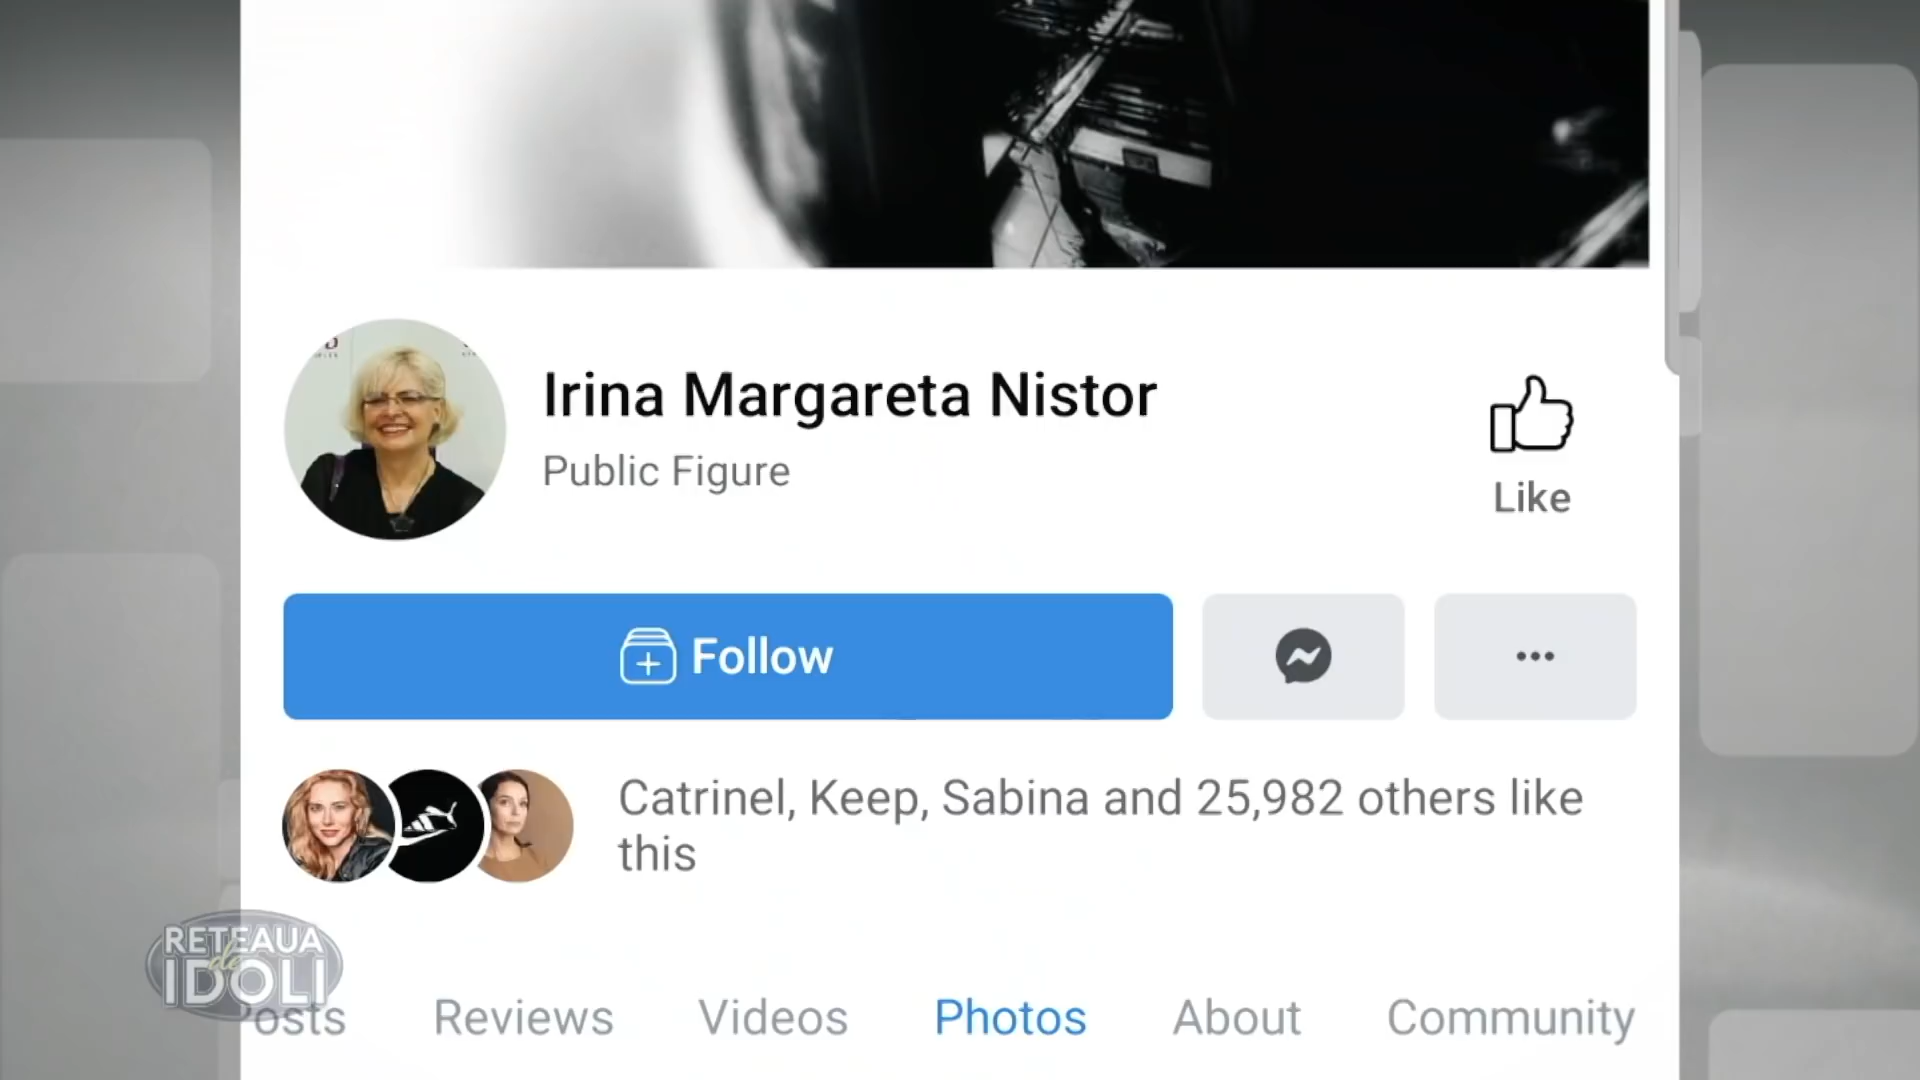 Irina Margareta Nistor
Public Figure
Like
Follow
Catrinel, Keep, Sabina and 25,982 others like
this
RETEAUA
de
IDOLI
osts
Reviews
Videos
Photos
About
Community